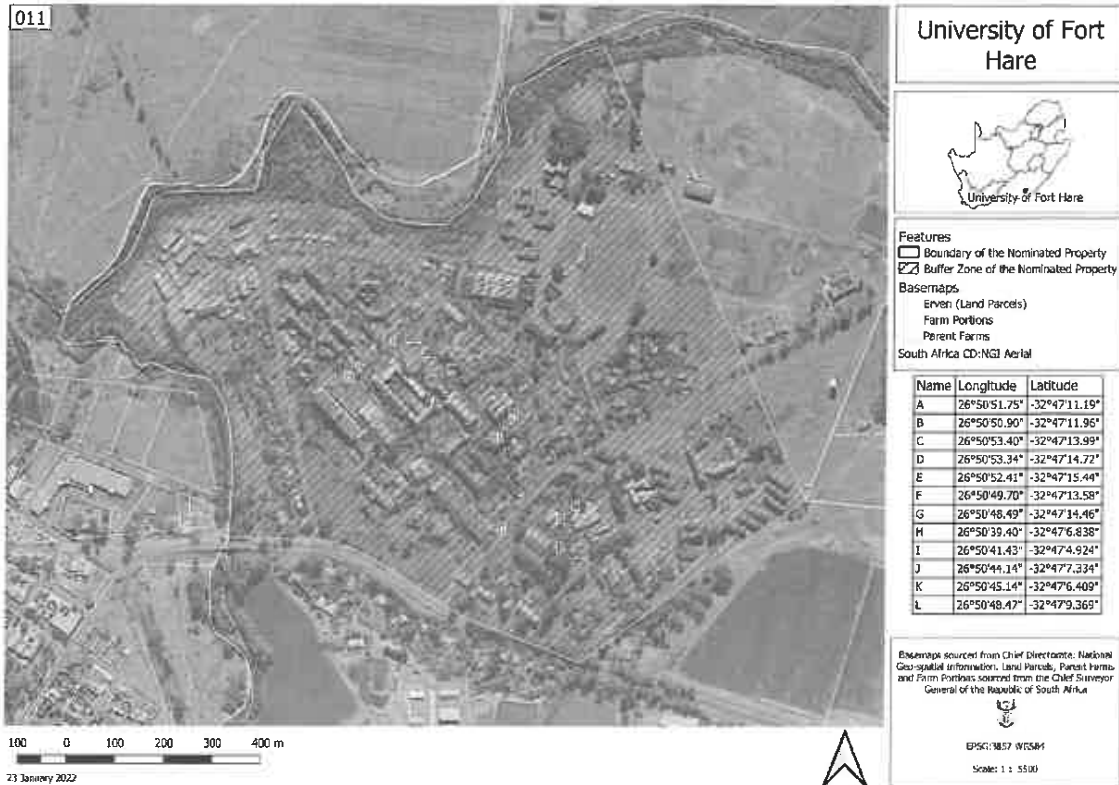 011
University of Fort
Hare
University of Fort Hare
Features
Boundary of the Nominated Property
Buffer Zone of the Nominated Property
Basemaps
Erven (Land Parcels)
Farm Portions
Parent Farms
South Africa CD:NGI Aerial
Name Longitude Latitude
A 26°50'51.75" -32°47'11.19"
B 26°50'50.90" -32°47'11.96"
C 26°50'53.40" -32°47'13.99"
D 26°50'53.34" -32°47'14.72"
E 26°50'52.41" -32°47'15.44"
F 26°50'49.70" -32°47'13.58"
G 26°50'48.49" -32°47'14.46"
H 26°50'39.40" -32°47'6.838"
I 26°50'41.43" -32°47'4.924"
J 26°50'44.14" -32°47'7.334"
K 26°50'45.14" -32°47'6.409"
L 26°50'48.47" -32°47'9.369"
Basemaps sourced from Chief Directorate: National
Geo-spatial Information. Land Parcels, Parent Farms
and Farm Portions sourced from the Chief Surveyor
General of the Republic of South Africa
EPSG:3857 WGS84
Scale: 1 : 5500
100 0 100 200 300 400 m
23 January 2022